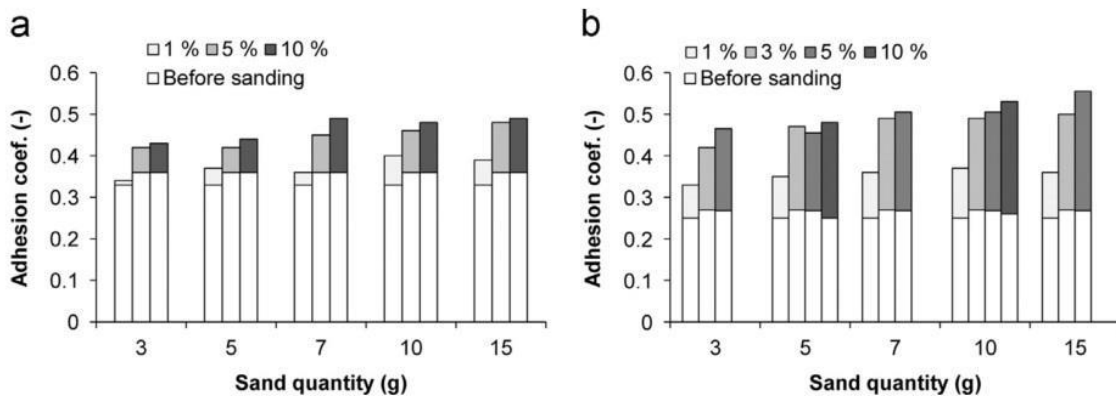 a
1 % 5 % 10 %
Before sanding
0.6
0.5
0.4
0.3
0.2
0.1
0
Adhesion coef. (-)
3 5 7 10 15
Sand quantity (g)
b
1 % 3 % 5 % 10 %
Before sanding
0.6
0.5
0.4
0.3
0.2
0.1
0
Adhesion coef. (-)
3 5 7 10 15
Sand quantity (g)